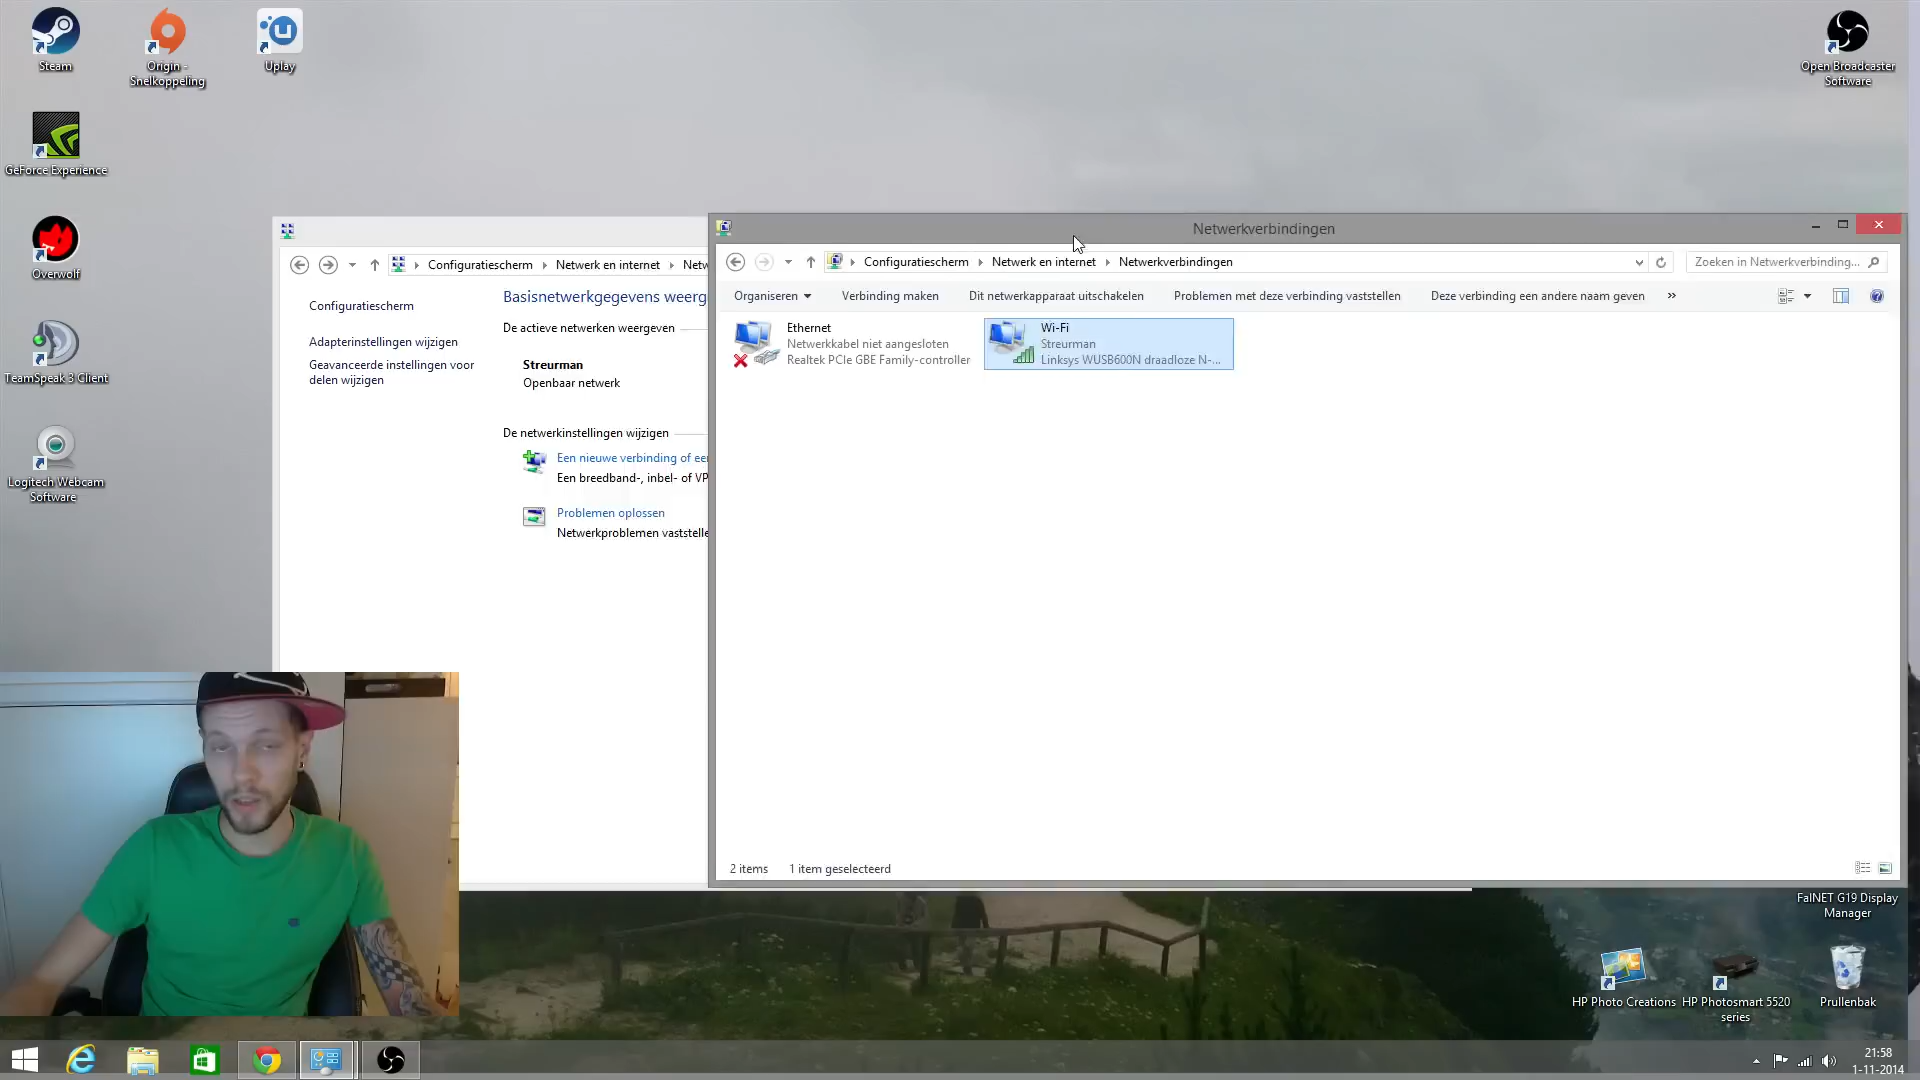 Steam
Origin -
Snelkoppeling
Uplay
Open Broadcaster
Software
GeForce Experience
Overwolf
TeamSpeak 3 Client
Logitech Webcam
Software
Configuratiescherm
Netwerk en internet
Netw
Configuratiescherm
Adapterinstellingen wijzigen
Geavanceerde instellingen voor
delen wijzigen
Basisnetwerkgegevens weerg
De actieve netwerken weergeven
Streurman
Openbaar netwerk
De netwerkinstellingen wijzigen
Een nieuwe verbinding of eer
Een breedband-, inbel- of VP
Problemen oplossen
Netwerkproblemen vaststelle
Netwerkverbindingen
Configuratiescherm
Netwerk en internet
Netwerkverbindingen
Zoeken in Netwerkverbinding...
Organiseren
Verbinding maken
Dit netwerkapparaat uitschakelen
Problemen met deze verbinding vaststellen
Deze verbinding een andere naam geven
»
Ethernet
Netwerkkabel niet aangesloten
Realtek PCIe GBE Family-controller
Wi-Fi
Streurman
Linksys WUSB600N draadloze N-...
2 items
1 item geselecteerd
FalNET G19 Display
Manager
HP Photo Creations
HP Photosmart 5520
series
Prullenbak
21:58
1-11-2014